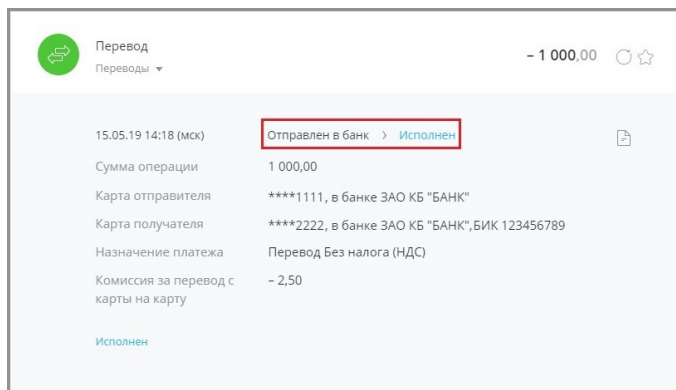 Перевод
– 1 000,00
Переводы
15.05.19 14:18 (мск) Отправлен в банк > Исполнен
Сумма операции 1 000,00
Карта отправителя ****1111, в банке ЗАО КБ "БАНК"
Карта получателя ****2222, в банке ЗАО КБ "БАНК",БИК 123456789
Назначение платежа Перевод Без налога (НДС)
Комиссия за перевод с – 2,50
карты на карту
Исполнен